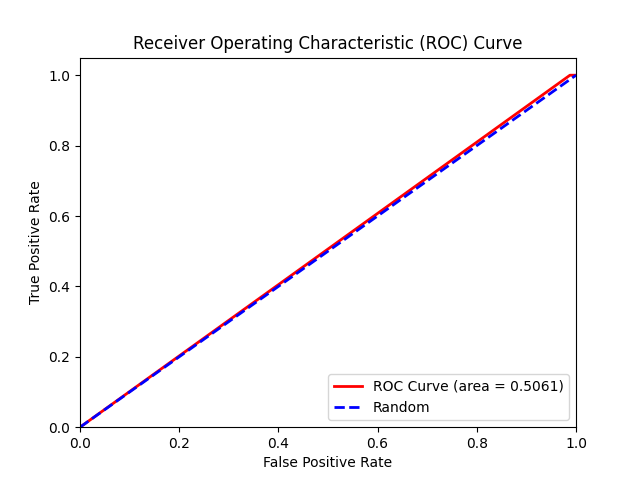 Receiver Operating Characteristic (ROC) Curve
1.0
0.8
0.6
0.4
0.2
0.0
True Positive Rate
ROC Curve (area = 0.5061)
Random
0.0 0.2 0.4 0.6 0.8 1.0
False Positive Rate